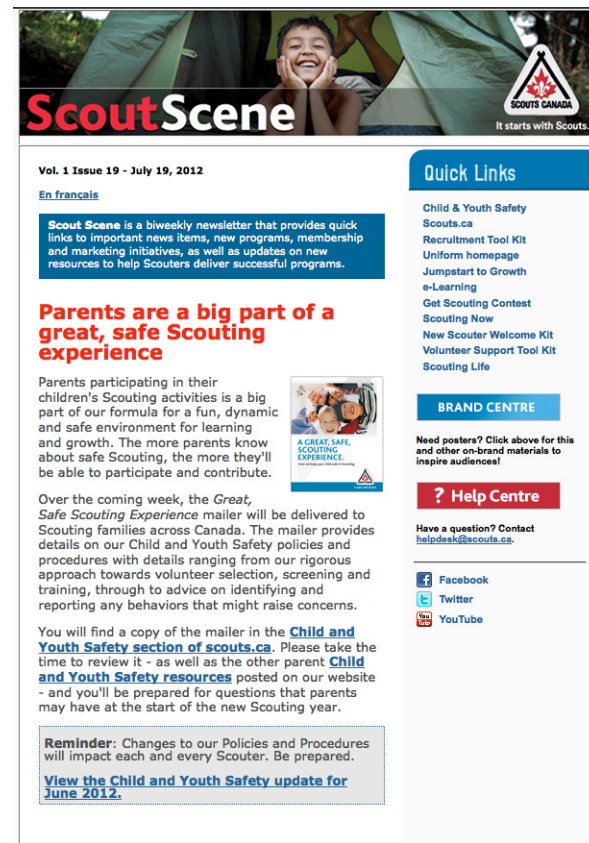 ScoutScene
SCOUTS CANADA
It starts with Scouts.
Vol. 1 Issue 19 - July 19, 2012
En français
Scout Scene is a biweekly newsletter that provides quick
links to important news items, new programs, membership
and marketing initiatives, as well as updates on new
resources to help Scouters deliver successful programs.
Parents are a big part of a
great, safe Scouting
experience
Parents participating in their
children's Scouting activities is a big
part of our formula for a fun, dynamic
and safe environment for learning
and growth. The more parents know
about safe Scouting, the more they'll
be able to participate and contribute.
A GREAT, SAFE,
SCOUTING
EXPERIENCE.
How we keep your child safe in Scouting
Over the coming week, the Great,
Safe Scouting Experience mailer will be delivered to
Scouting families across Canada. The mailer provides
details on our Child and Youth Safety policies and
procedures with details ranging from our rigorous
approach towards volunteer selection, screening and
training, through to advice on identifying and
reporting any behaviors that might raise concerns.
You will find a copy of the mailer in the Child and
Youth Safety section of scouts.ca. Please take the
time to review it - as well as the other parent Child
and Youth Safety resources posted on our website
- and you'll be prepared for questions that parents
may have at the start of the new Scouting year.
Reminder: Changes to our Policies and Procedures
will impact each and every Scouter. Be prepared.
View the Child and Youth Safety update for
June 2012.
Quick Links
Child & Youth Safety
Scouts.ca
Recruitment Tool Kit
Uniform homepage
Jumpstart to Growth
e-Learning
Get Scouting Contest
Scouting Now
New Scouter Welcome Kit
Volunteer Support Tool Kit
Scouting Life
BRAND CENTRE
Need posters? Click above for this
and other on-brand materials to
inspire audiences!
? Help Centre
Have a question? Contact
helpdesk@scouts.ca.
Facebook
Twitter
You
Tube
YouTube